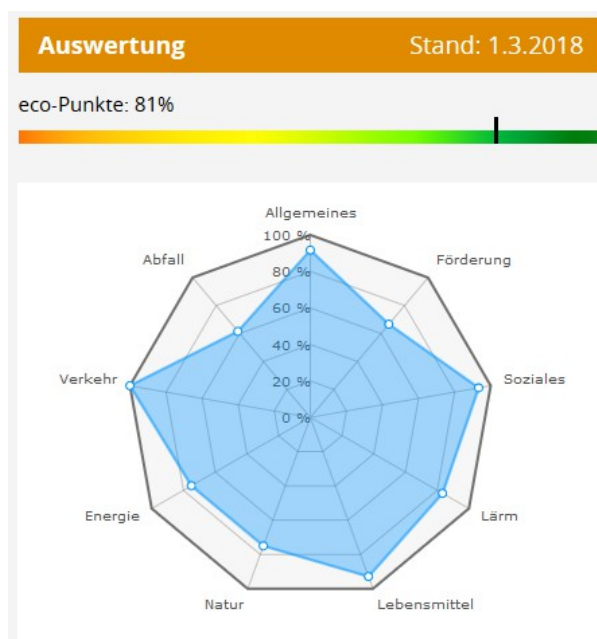 Auswertung Stand: 1.3.2018
eco-Punkte: 81%
Allgemeines
100 %
Abfall
Förderung
80 %
60 %
40 %
Verkehr
Soziales
20 %
0 %
Energie
Lärm
Natur
Lebensmittel